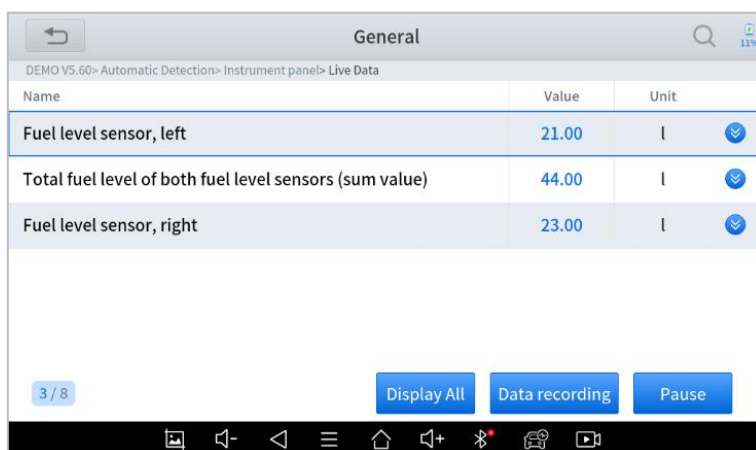 General
11%
DEMO V5.60> Automatic Detection> Instrument panel> Live Data
Name Value Unit
Fuel level sensor, left 21.00 l
Total fuel level of both fuel level sensors (sum value) 44.00 l
Fuel level sensor, right 23.00 l
3 / 8 Display All Data recording Pause